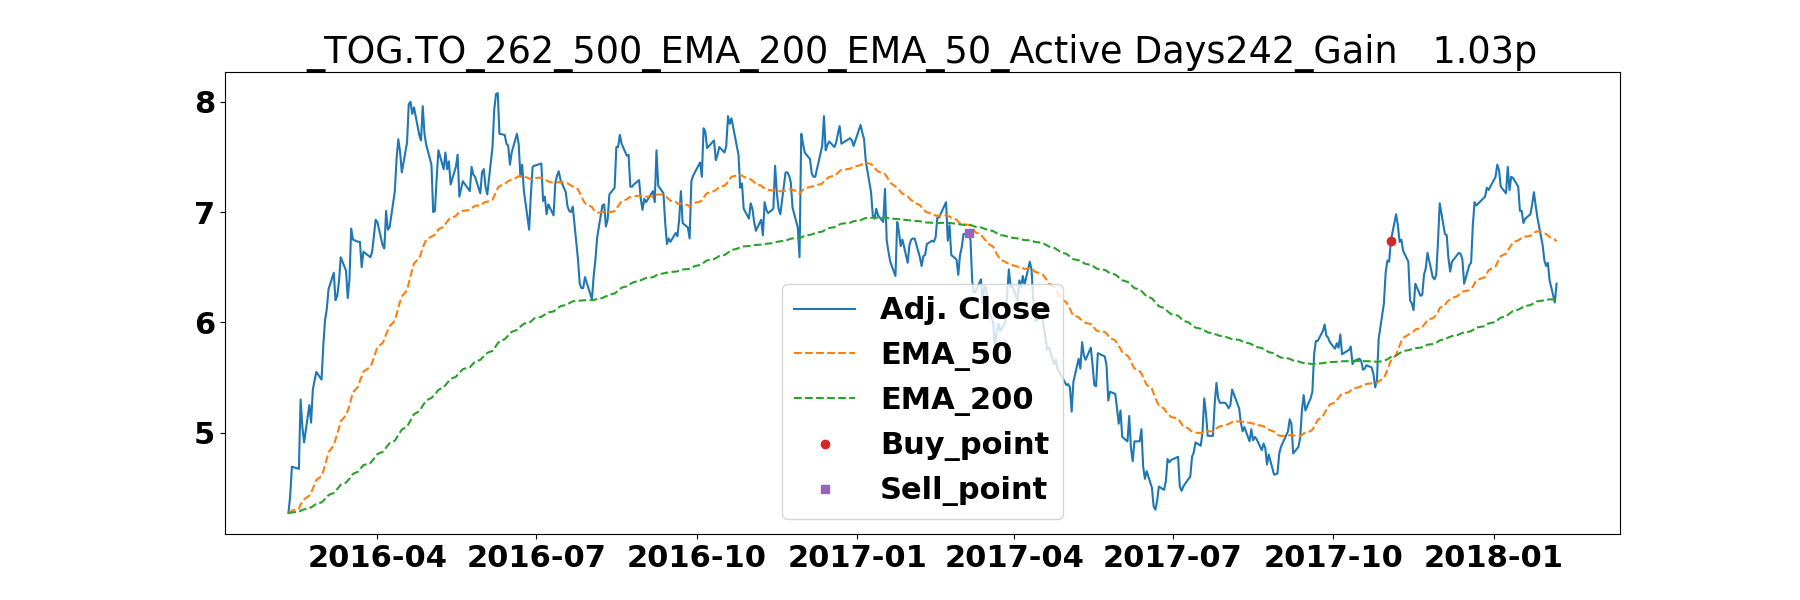 _TOG.TO_262_500_EMA_200_EMA_50_Active Days242_Gain   1.03p
8
7
6
5
Adj. Close
EMA_50
EMA_200
Buy_point
Sell_point
2016-04 2016-07 2016-10 2017-01 2017-04 2017-07 2017-10 2018-01